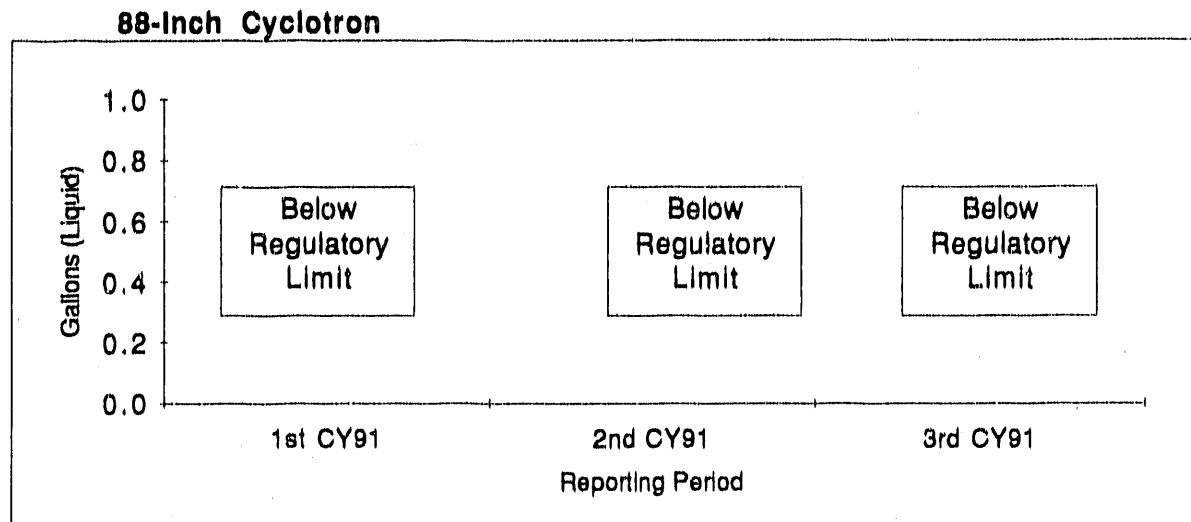 88-Inch Cyclotron
1.0
0.8
0.6
0.4
0.2
0.0
Gallons (Liquid)
Below
Regulatory
Limit
Below
Regulatory
Limit
Below
Regulatory
Limit
1st CY91
2nd CY91
3rd CY91
Reporting Period